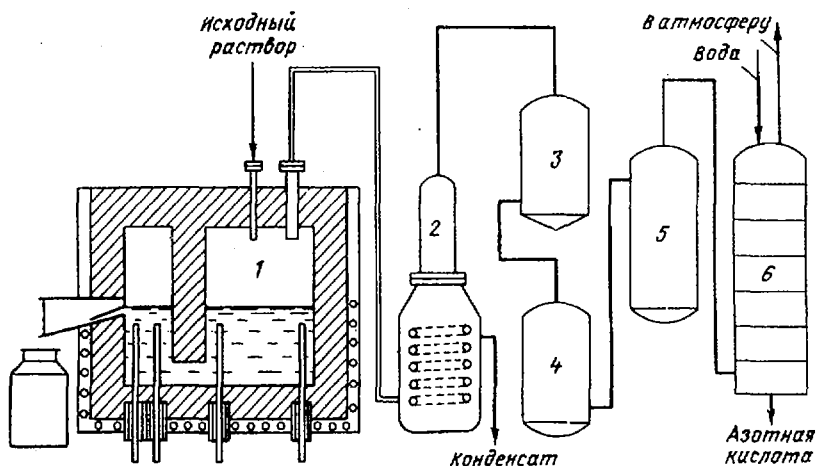 Исходный
раствор
В атмосферу
Вода
1
2
3
4
5
6
Конденсат
Азотная
кислота